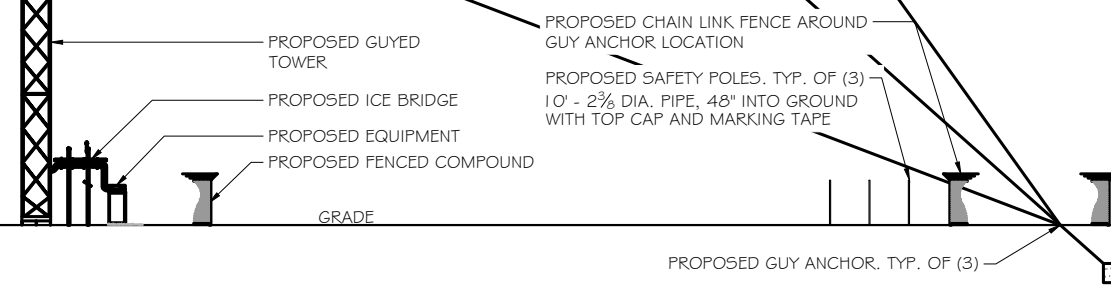 PROPOSED CHAIN LINK FENCE AROUND
GUY ANCHOR LOCATION
PROPOSED GUYED
TOWER
PROPOSED SAFETY POLES. TYP. OF (3)
10' - 2⅜ DIA. PIPE, 48" INTO GROUND
WITH TOP CAP AND MARKING TAPE
PROPOSED ICE BRIDGE
PROPOSED EQUIPMENT
PROPOSED FENCED COMPOUND
GRADE
PROPOSED GUY ANCHOR. TYP. OF (3)